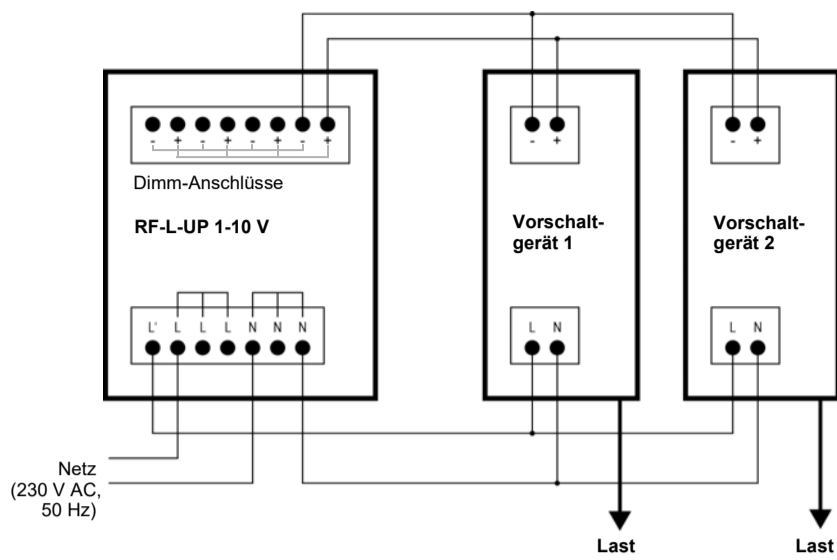 - + - + - + - +
Dimm-Anschlüsse
RF-L-UP 1-10 V
L' L L L N N N
- +
Vorschalt-
gerät 1
L N
- +
Vorschalt-
gerät 2
L N
Netz
(230 V AC,
50 Hz)
Last
Last